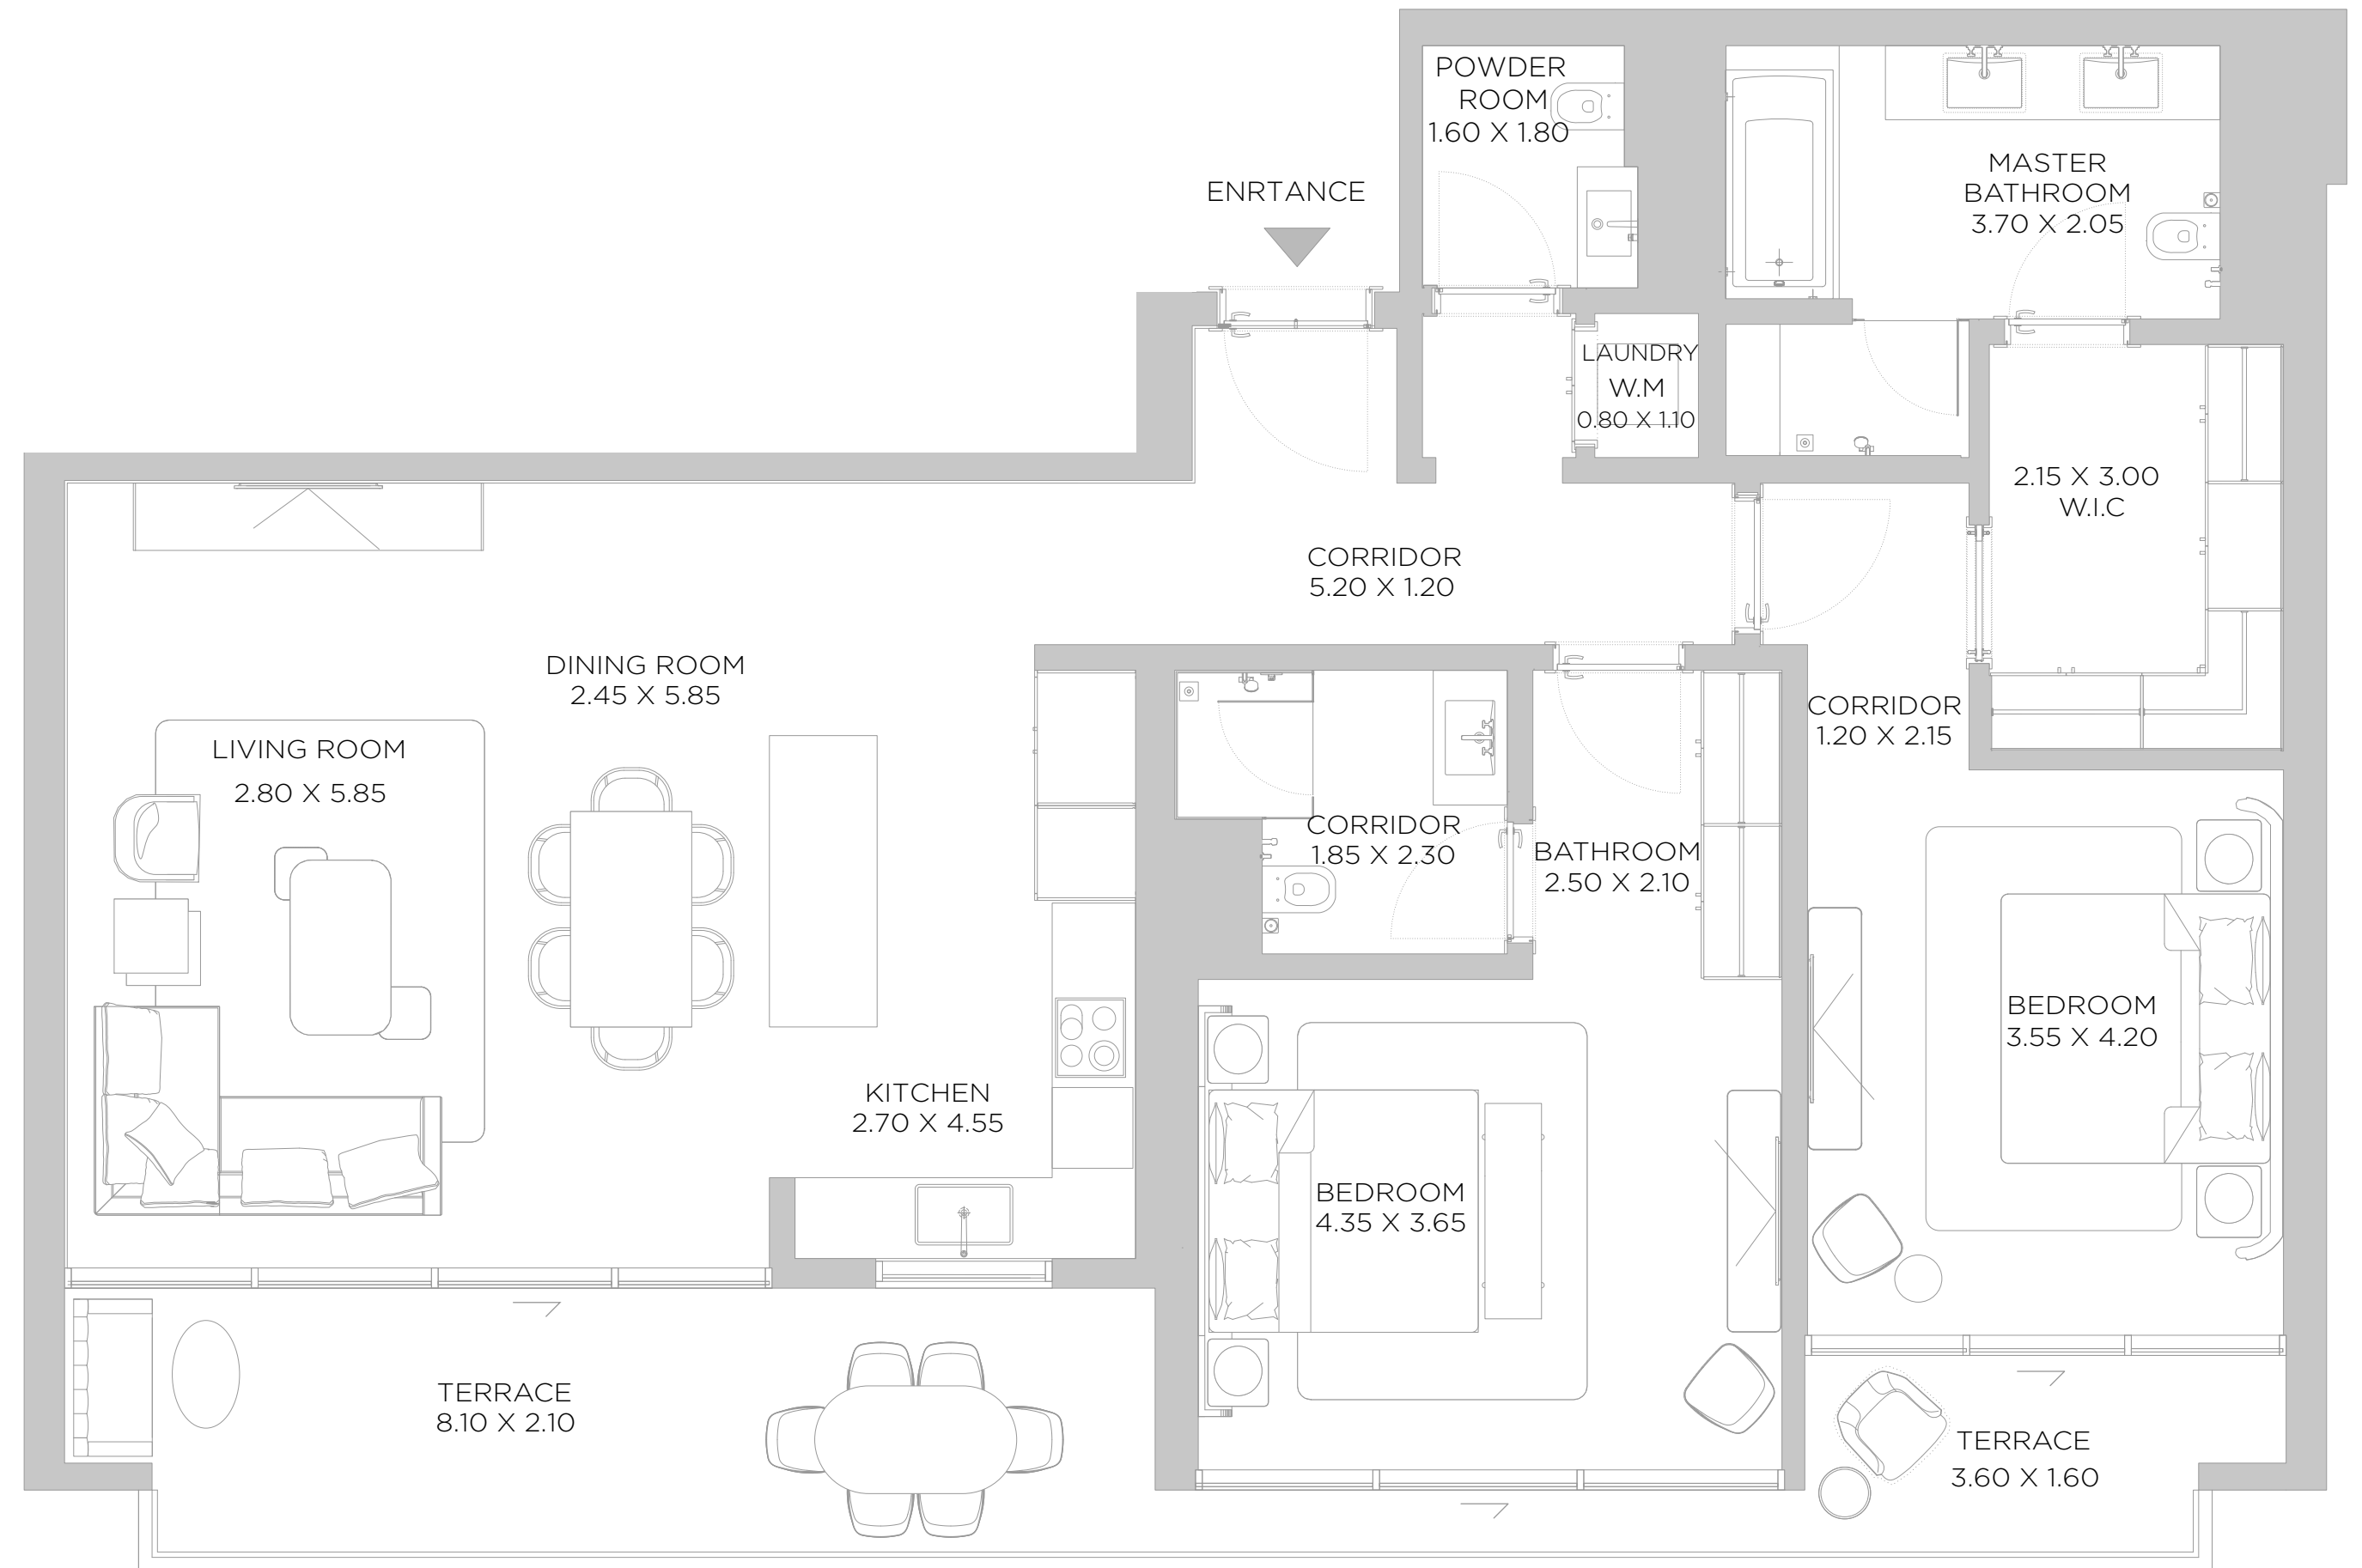 POWDER
ROOM
1.60 X 1.80
ENRTANCE
MASTER
BATHROOM
3.70 X 2.05
LAUNDRY
W.M
0.80 X 1.10
2.15 X 3.00
W.I.C
CORRIDOR
5.20 X 1.20
DINING ROOM
2.45 X 5.85
LIVING ROOM
2.80 X 5.85
CORRIDOR
1.20 X 2.15
CORRIDOR
1.85 X 2.30
BATHROOM
2.50 X 2.10
BEDROOM
3.55 X 4.20
KITCHEN
2.70 X 4.55
BEDROOM
4.35 X 3.65
TERRACE
8.10 X 2.10
TERRACE
3.60 X 1.60